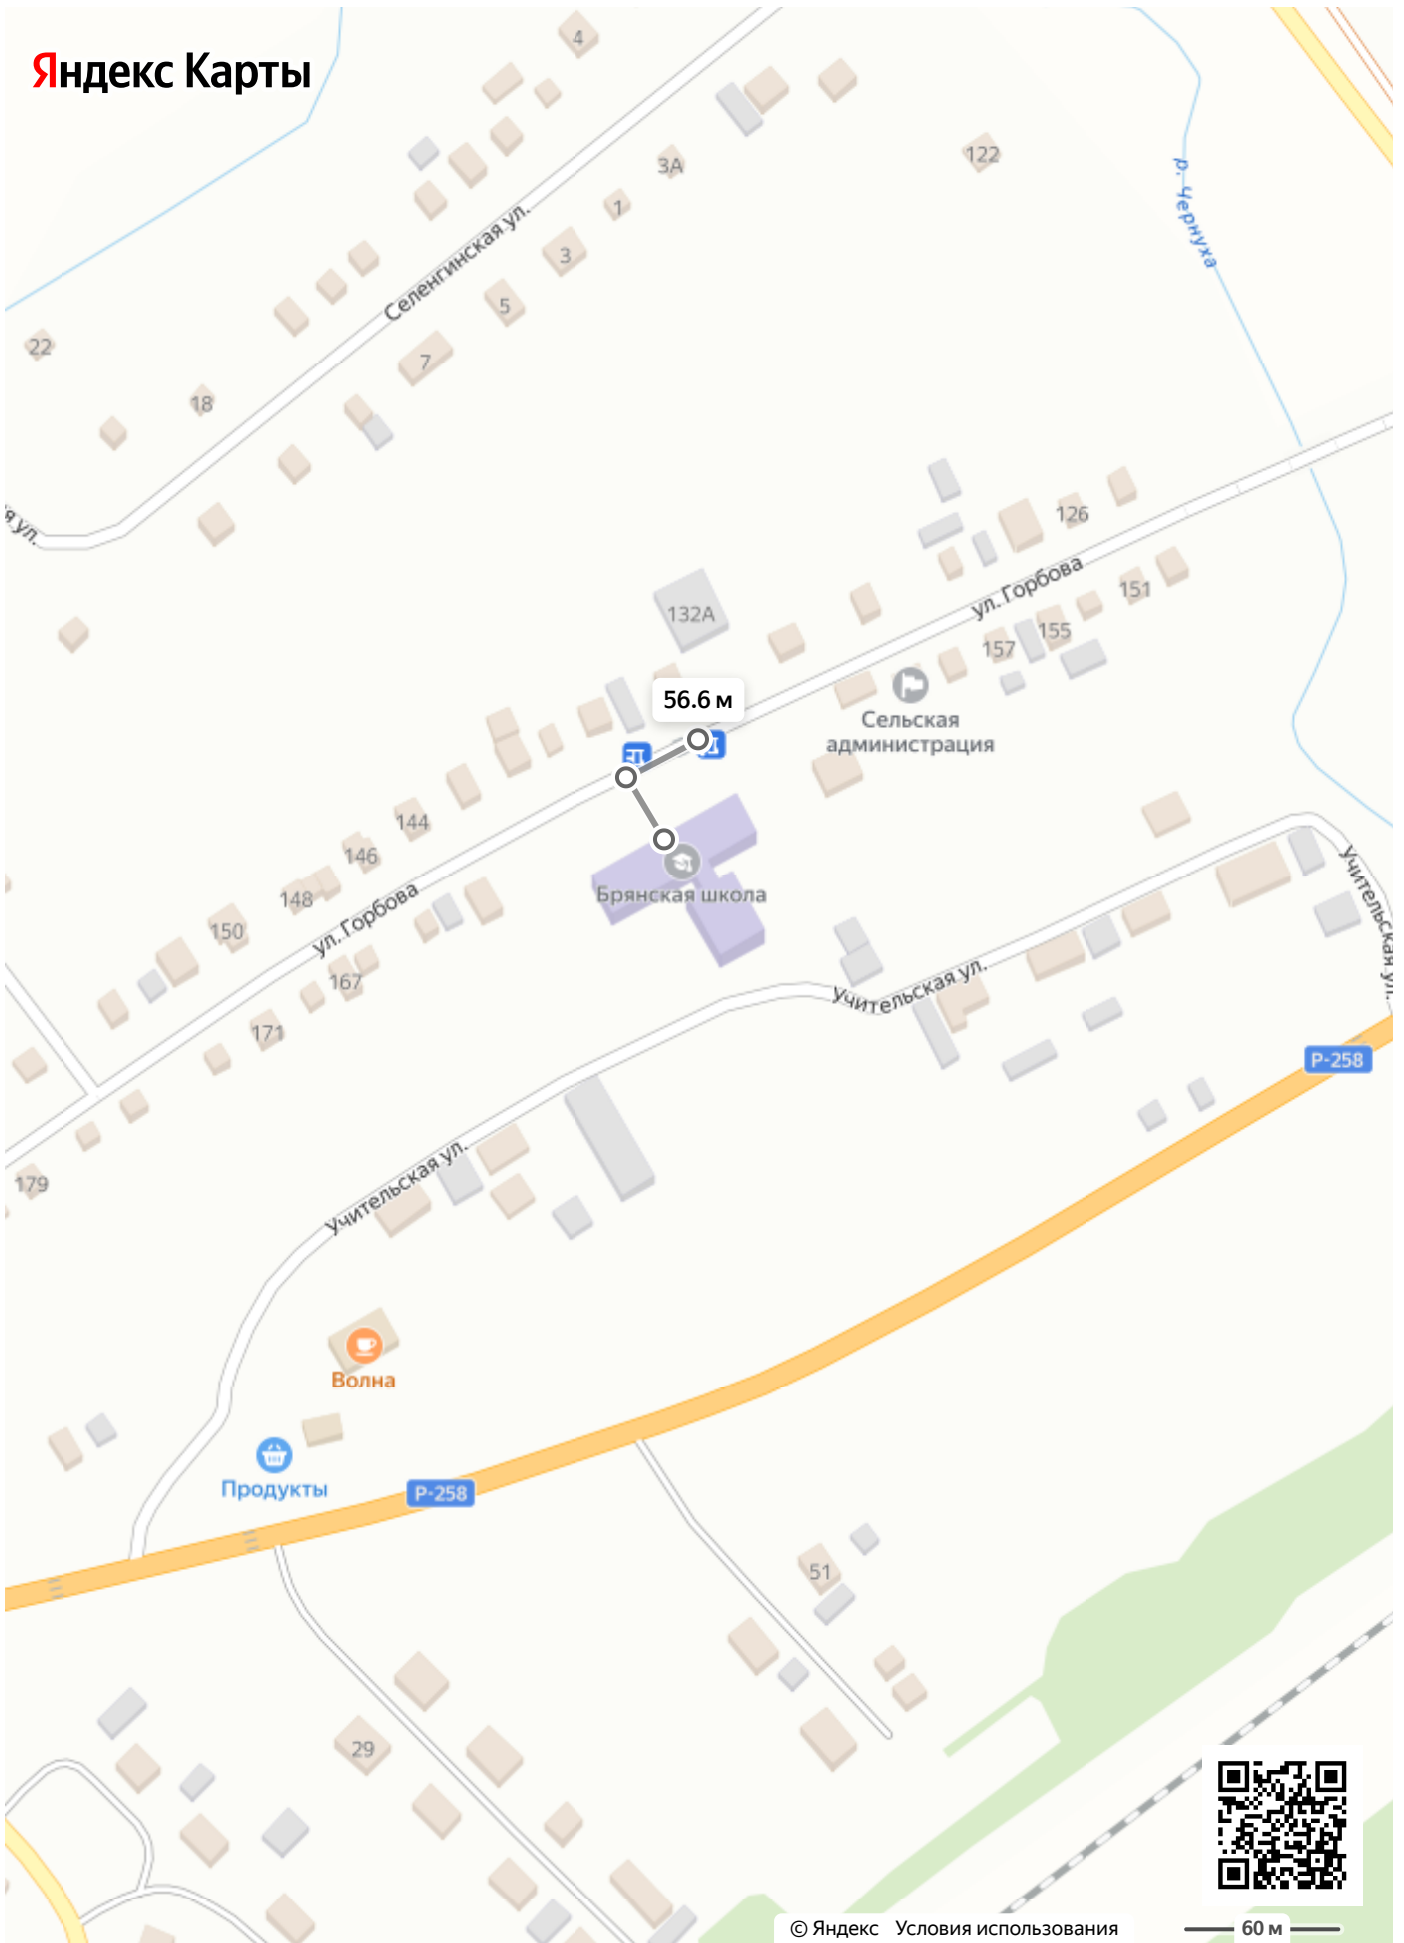 Яндекс Карты
4
3А
122
р. Чернуха
1
Селенгинская ул.
3
5
22
7
18
я ул.
126
ул. Горбова
151
132А
155
157
56.6 м
Сельская
администрация
144
146
Учительская ул.
148
Брянская школа
ул. Горбова
150
167
Учительская ул.
171
Р-258
Учительская ул.
179
Волна
Продукты
Р-258
51
29
© Яндекс Условия использования
60 м